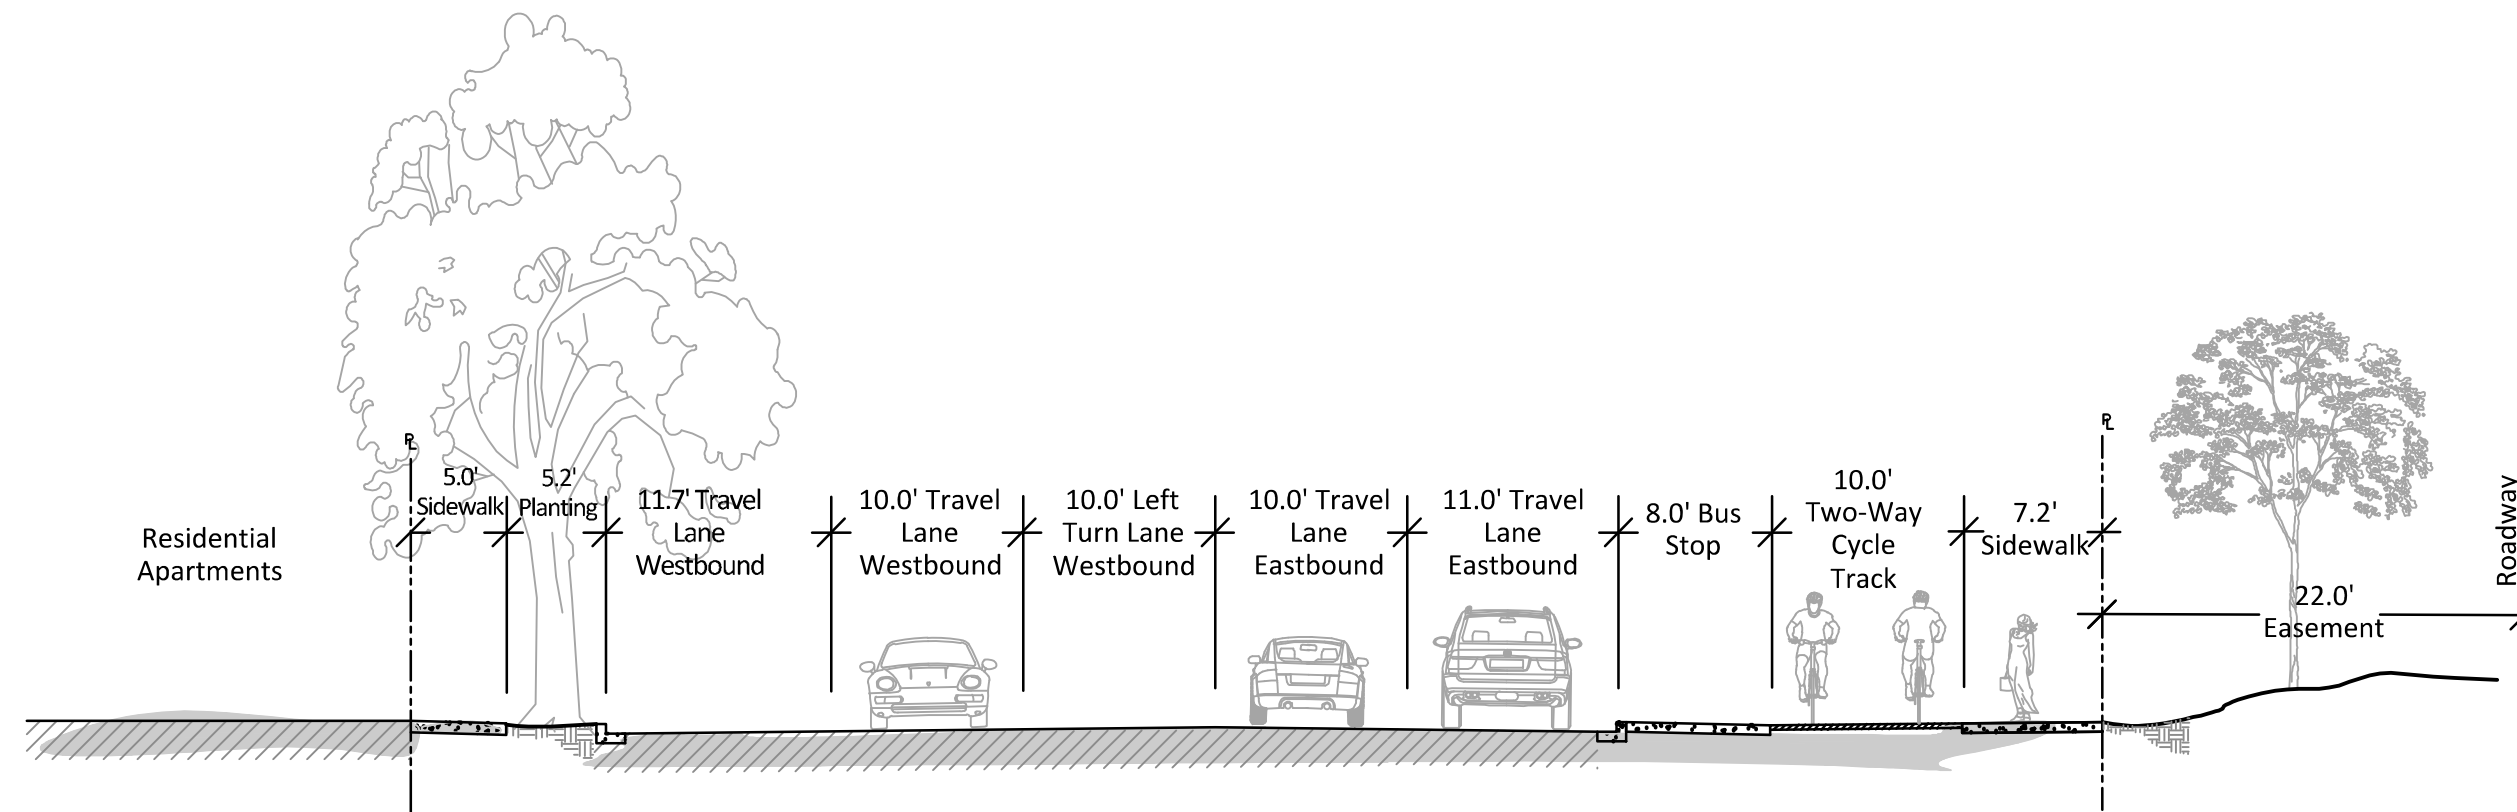 Residential
Apartments
PL
5.0'
Sidewalk
5.2'
Planting
11.7' Travel
Lane
Westbound
10.0' Travel
Lane
Westbound
10.0' Left
Turn Lane
Westbound
10.0' Travel
Lane
Eastbound
11.0' Travel
Lane
Eastbound
8.0' Bus
Stop
10.0'
Two-Way
Cycle
Track
7.2'
Sidewalk
PL
22.0'
Easement
Roadway